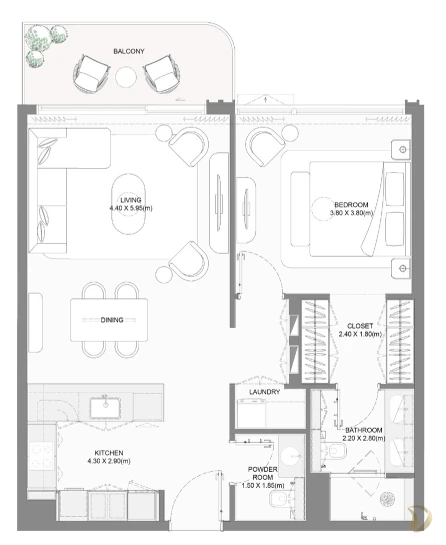 BALCONY
LIVING
4.40 X 5.95(m)
BEDROOM
3.80 X 3.80(m)
DINING
CLOSET
2.40 X 1.80(m)
LAUNDRY
BATHROOM
2.20 X 2.60(m)
KITCHEN
4.30 X 2.90(m)
POWDER
ROOM
1.50 X 1.85(m)